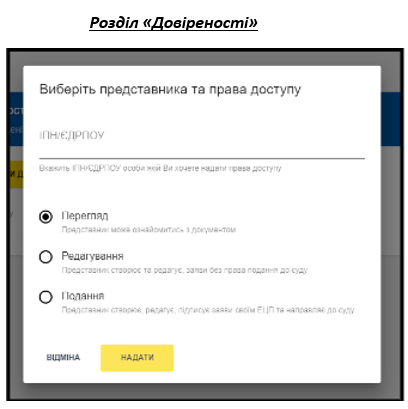 Розділ «Довіреності»
Виберіть представника та права доступу
ІПН/ЄДРПОУ
Вкажить ІПН/ЄДРПОУ особи якій Ви хочете надати права доступу
Перегляд
Представник може ознайомитись з документом
Редагування
Представник створює та редагує, заяви без права подання до суду
Подання
Представник створює, редагує, підписує заяви своїм ЕЦП та направляє до суду
ВІДМІНА
НАДАТИ